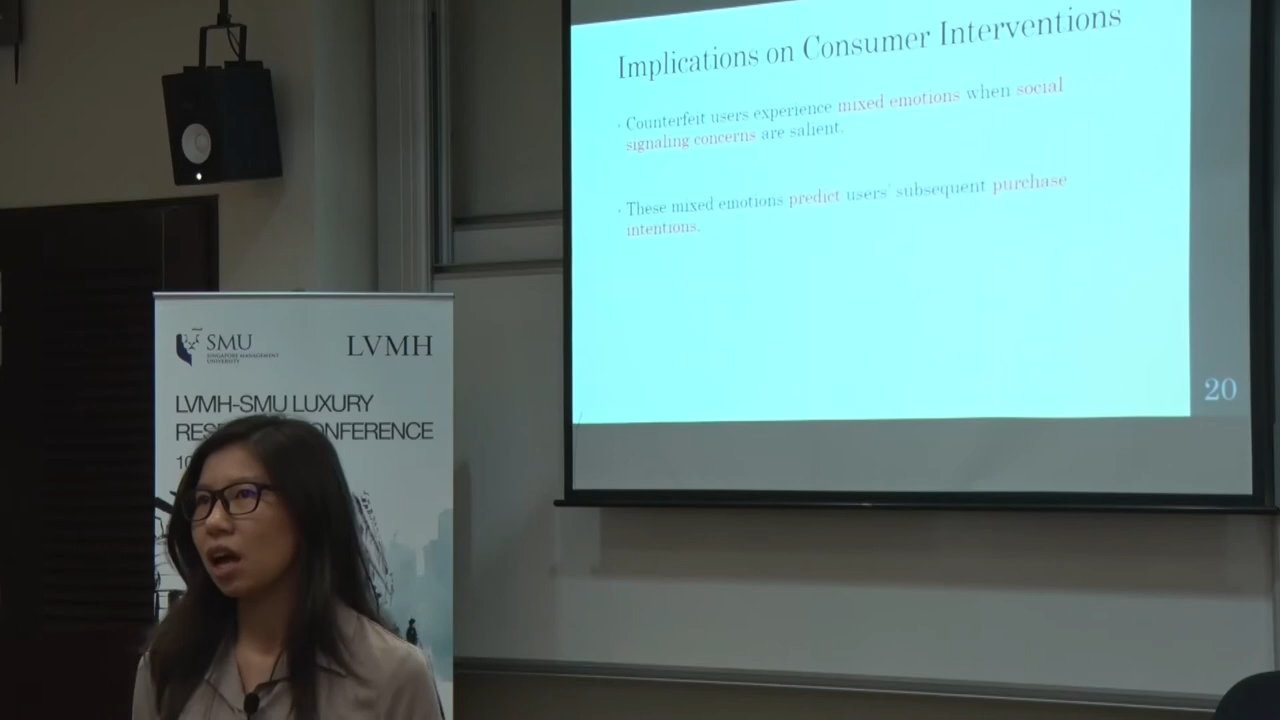 Implications on Consumer Interventions
· Counterfeit users experience mixed emotions when social
signaling concerns are salient.
· These mixed emotions predict users' subsequent purchase
intentions.
20
SMU
SINGAPORE MANAGEMENT
UNIVERSITY
LVMH
LVMH-SMU LUXURY